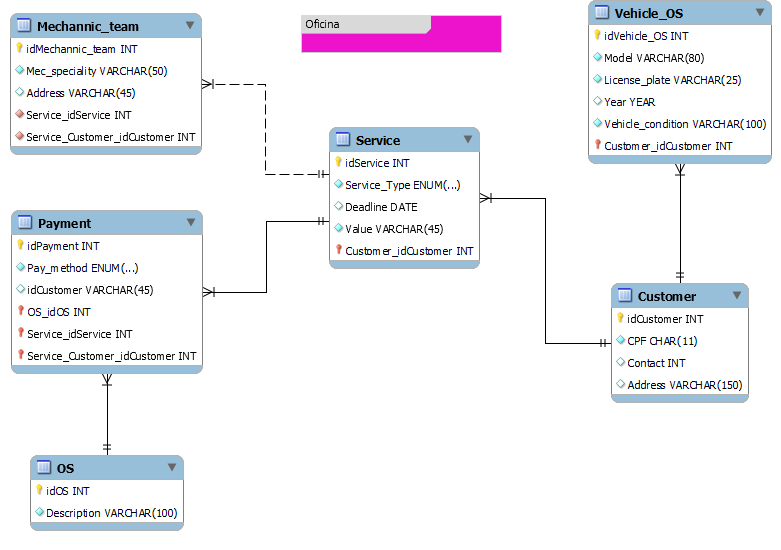 Mechannic_team
idMechannic_team INT
Mec_speciality VARCHAR(50)
Address VARCHAR(45)
Service_idService INT
Service_Customer_idCustomer INT
Oficina
Vehicle_OS
idVehicle_OS INT
Model VARCHAR(80)
License_plate VARCHAR(25)
Year YEAR
Vehicle_condition VARCHAR(100)
Customer_idCustomer INT
Service
idService INT
Service_Type ENUM(...)
Deadline DATE
Value VARCHAR(45)
Customer_idCustomer INT
Payment
idPayment INT
Pay_method ENUM(...)
idCustomer VARCHAR(45)
OS_idOS INT
Service_idService INT
Service_Customer_idCustomer INT
Customer
idCustomer INT
CPF CHAR(11)
Contact INT
Address VARCHAR(150)
OS
idOS INT
Description VARCHAR(100)